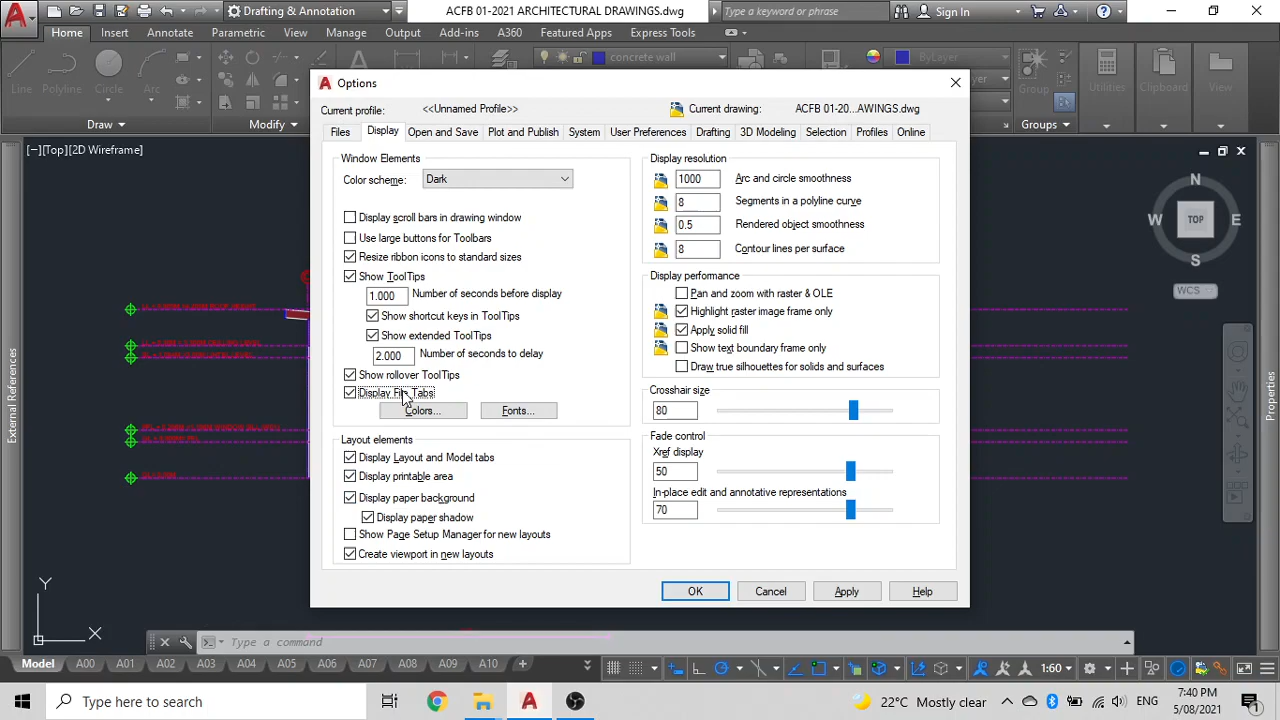 Drafting & Annotation
ACFB 01-2021 ARCHITECTURAL DRAWINGS.dwg
Type a keyword or phrase
Sign In
Home Insert Annotate Parametric View Manage Output Add-ins A360 Featured Apps Express Tools
concrete wall
ByLayer
Line Polyline Circle Arc
Group
Utilities Clipboard View
Draw
Modify
Groups
[−][Top][2D Wireframe]
External References
Options
Current profile: <<Unnamed Profile>> Current drawing: ACFB 01-20...AWINGS.dwg
Files Display Open and Save Plot and Publish System User Preferences Drafting 3D Modeling Selection Profiles Online
Window Elements
Color scheme: Dark
Display scroll bars in drawing window
Use large buttons for Toolbars
Resize ribbon icons to standard sizes
Show ToolTips
1.000 Number of seconds before display
Show shortcut keys in ToolTips
Show extended ToolTips
2.000 Number of seconds to delay
Show rollover ToolTips
Display File Tabs
Colors... Fonts...
Layout elements
Display Layout and Model tabs
Display printable area
Display paper background
Display paper shadow
Show Page Setup Manager for new layouts
Create viewport in new layouts
Display resolution
1000 Arc and circle smoothness
8 Segments in a polyline curve
0.5 Rendered object smoothness
8 Contour lines per surface
Display performance
Pan and zoom with raster & OLE
Highlight raster image frame only
Apply solid fill
Show text boundary frame only
Draw true silhouettes for solids and surfaces
Crosshair size
80
Fade control
Xref display
50
In-place edit and annotative representations
70
OK Cancel Apply Help
N
W TOP E
S
WCS
Properties
Y
X
Type a command
Model A00 A01 A02 A03 A04 A05 A06 A07 A08 A09 A10
1:60
Type here to search
22°C Mostly clear
ENG
7:40 PM
5/08/2021